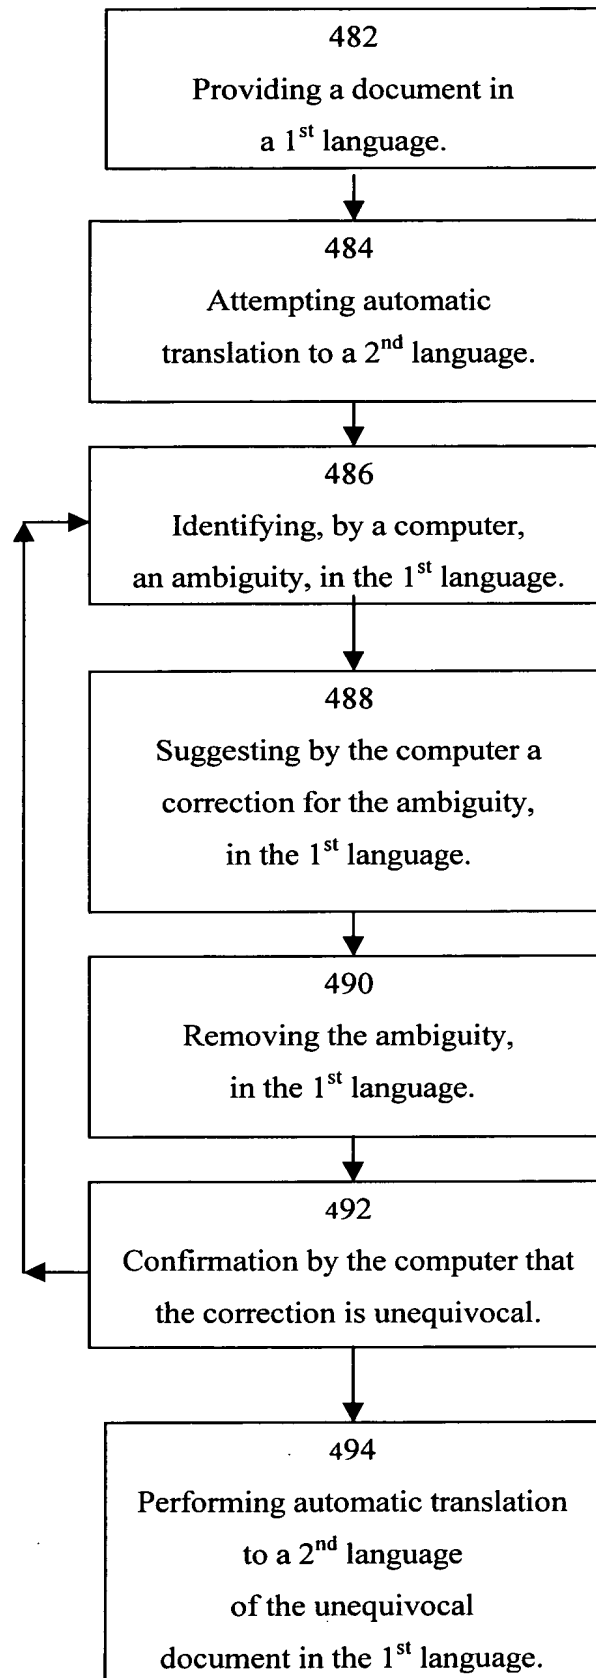 482
Providing a document in
a 1st language.
484
Attempting automatic
translation to a 2nd language.
486
Identifying, by a computer,
an ambiguity, in the 1st language.
488
Suggesting by the computer a
correction for the ambiguity,
in the 1st language.
490
Removing the ambiguity,
in the 1st language.
492
Confirmation by the computer that
the correction is unequivocal.
494
Performing automatic translation
to a 2nd language
of the unequivocal
document in the 1st language.